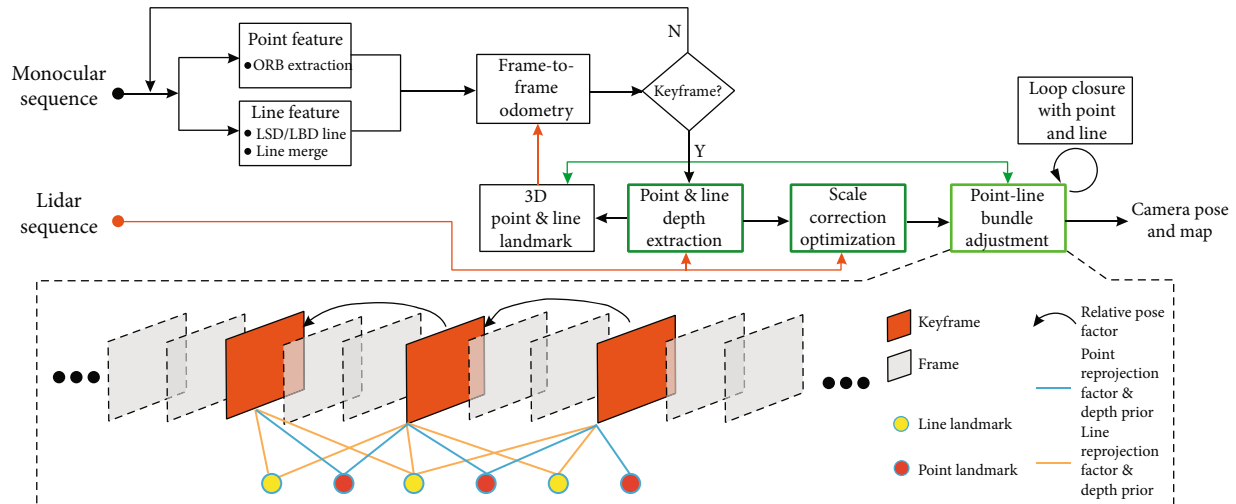 Monocular
sequence
Point feature
• ORB extraction
Line feature
• LSD/LBD line
• Line merge
Frame-to-
frame
odometry
N
Keyframe?
Y
Loop closure
with point
and line
Lidar
sequence
3D
point & line
landmark
Point & line
depth
extraction
Scale
correction
optimization
Point-line
bundle
adjustment
Camera pose
and map
Keyframe
Frame
Line landmark
Point landmark
Relative pose
factor
Point
reprojection
factor & depth
prior
Line
reprojection
factor & depth
prior